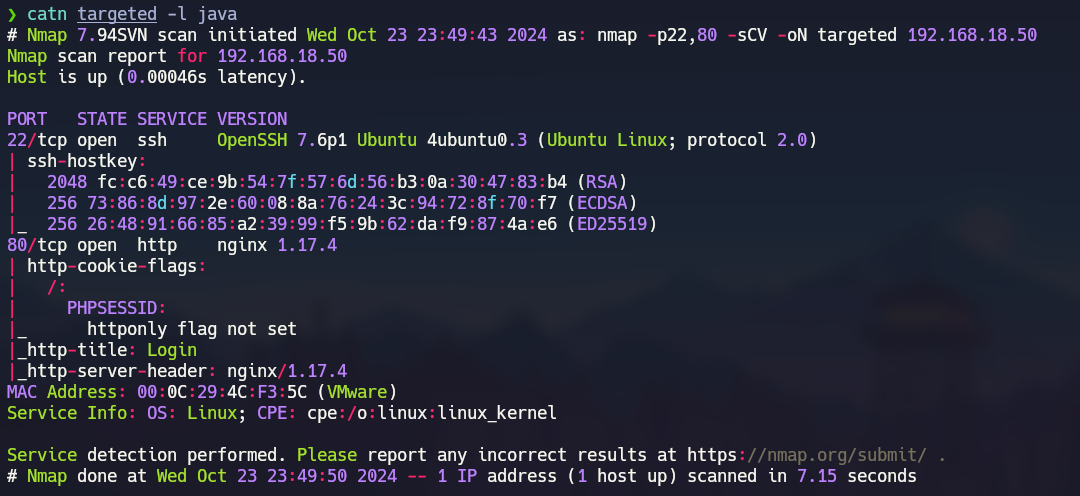 ❯ catn targeted -l java
# Nmap 7.94SVN scan initiated Wed Oct 23 23:49:43 2024 as: nmap -p22,80 -sCV -oN targeted 192.168.18.50
Nmap scan report for 192.168.18.50
Host is up (0.00046s latency).

PORT   STATE SERVICE VERSION
22/tcp open  ssh     OpenSSH 7.6p1 Ubuntu 4ubuntu0.3 (Ubuntu Linux; protocol 2.0)
| ssh-hostkey:
|   2048 fc:c6:49:ce:9b:54:7f:57:6d:56:b3:0a:30:47:83:b4 (RSA)
|   256 73:86:8d:97:2e:60:08:8a:76:24:3c:94:72:8f:70:f7 (ECDSA)
|_  256 26:48:91:66:85:a2:39:99:f5:9b:62:da:f9:87:4a:e6 (ED25519)
80/tcp open  http    nginx 1.17.4
| http-cookie-flags:
|   /:
|     PHPSESSID:
|_      httponly flag not set
|_http-title: Login
|_http-server-header: nginx/1.17.4
MAC Address: 00:0C:29:4C:F3:5C (VMware)
Service Info: OS: Linux; CPE: cpe:/o:linux:linux_kernel

Service detection performed. Please report any incorrect results at https://nmap.org/submit/ .
# Nmap done at Wed Oct 23 23:49:50 2024 -- 1 IP address (1 host up) scanned in 7.15 seconds